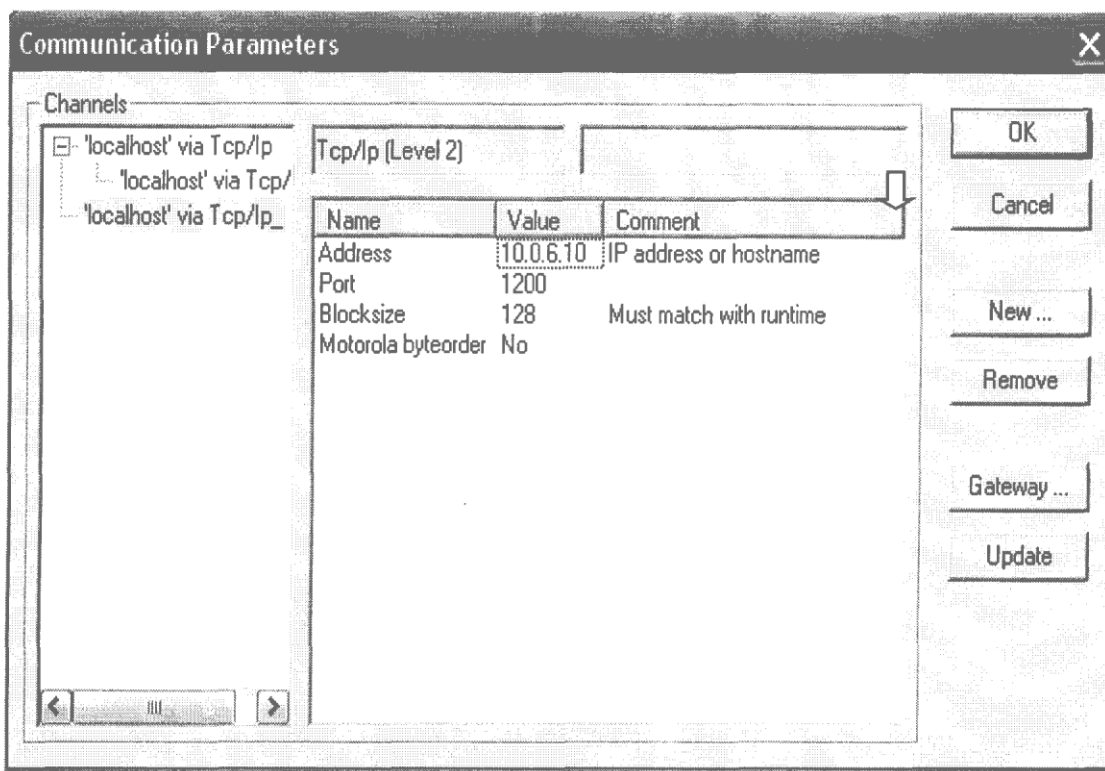 Communication Parameters
Channels
'localhost' via Tcp/Ip
'localhost' via Tcp/
'localhost' via Tcp/Ip_
Tcp/Ip (Level 2)
Name Value Comment
Address 10.0.6.10 IP address or hostname
Port 1200
Blocksize 128 Must match with runtime
Motorola byteorder No
OK
Cancel
New ...
Remove
Gateway ...
Update